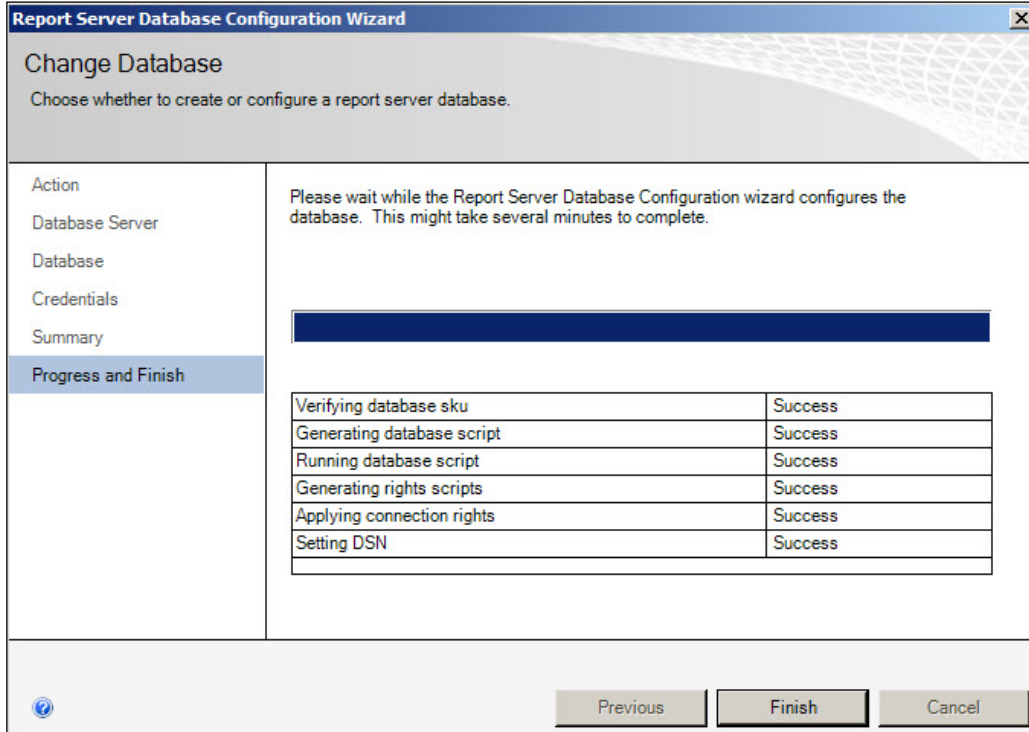 Report Server Database Configuration Wizard
Change Database
Choose whether to create or configure a report server database.
Action
Database Server
Database
Credentials
Summary
Progress and Finish
Please wait while the Report Server Database Configuration wizard configures the
database. This might take several minutes to complete.
Verifying database sku Success
Generating database script Success
Running database script Success
Generating rights scripts Success
Applying connection rights Success
Setting DSN Success
Previous Finish Cancel